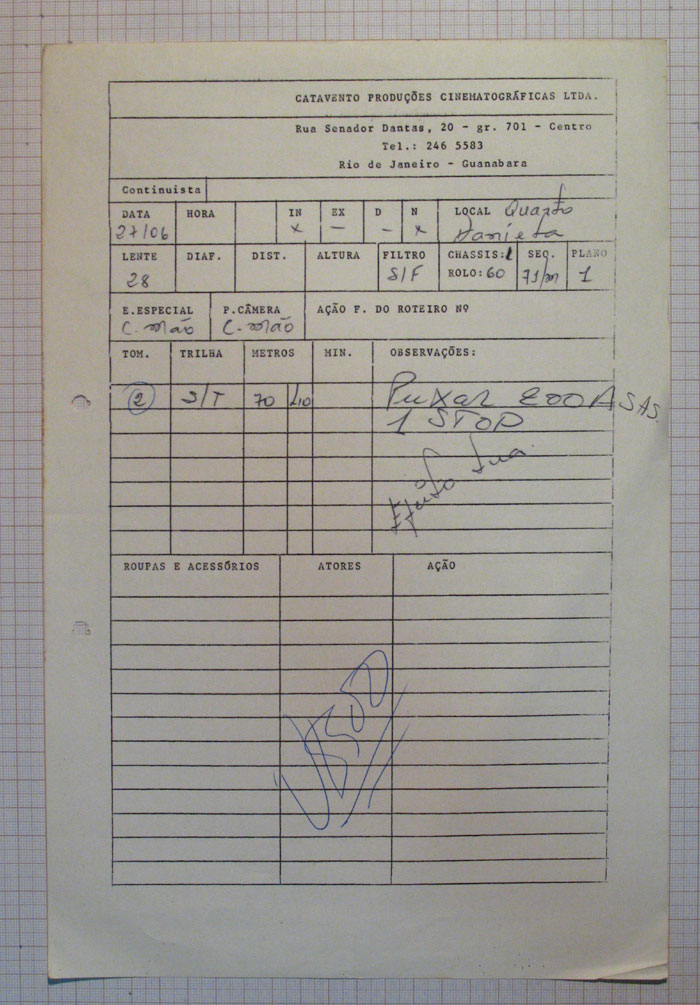 CATAVENTO PRODUÇÕES CINEMATOGRÁFICAS LTDA.
Rua Senador Dantas, 20 - gr. 701 - Centro
Tel.: 246 5583
Rio de Janeiro - Guanabara
Continuista
DATA HORA IN EX D N LOCAL Quarto
27/06 x - - x Daniela
LENTE DIAF. DIST. ALTURA FILTRO CHASSIS:1 SEQ. PLANO
28 S/F ROLO:60 71/ 1
E.ESPECIAL P.CÂMERA AÇÃO F. DO ROTEIRO Nº
C. mão C. mão
TOM. TRILHA METROS MIN. OBSERVAÇÕES:
2 S/T 70 Puxar 200 ASAS
1 STOP
Efeito Lua
ROUPAS E ACESSÓRIOS ATORES AÇÃO